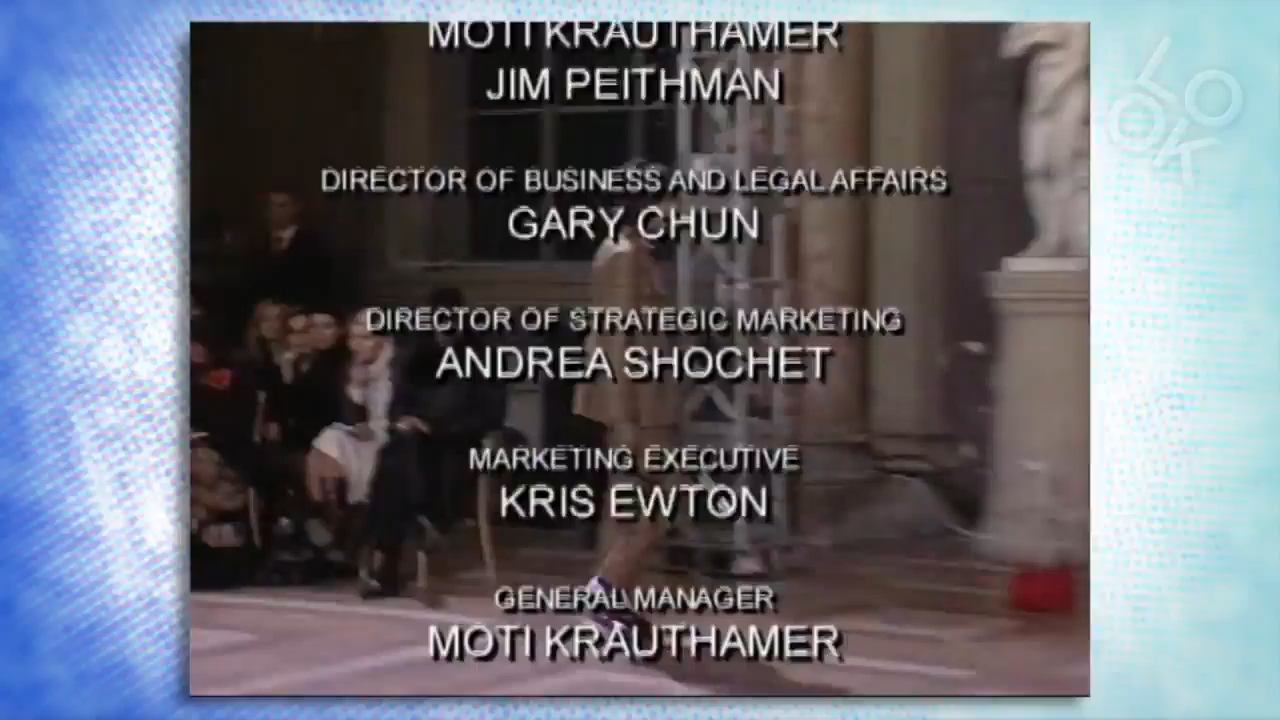 MOTI KRAUTHAMER
JIM PEITHMAN
DIRECTOR OF BUSINESS AND LEGAL AFFAIRS
GARY CHUN
DIRECTOR OF STRATEGIC MARKETING
ANDREA SHOCHET
MARKETING EXECUTIVE
KRIS EWTON
GENERAL MANAGER
MOTI KRAUTHAMER
LOOK